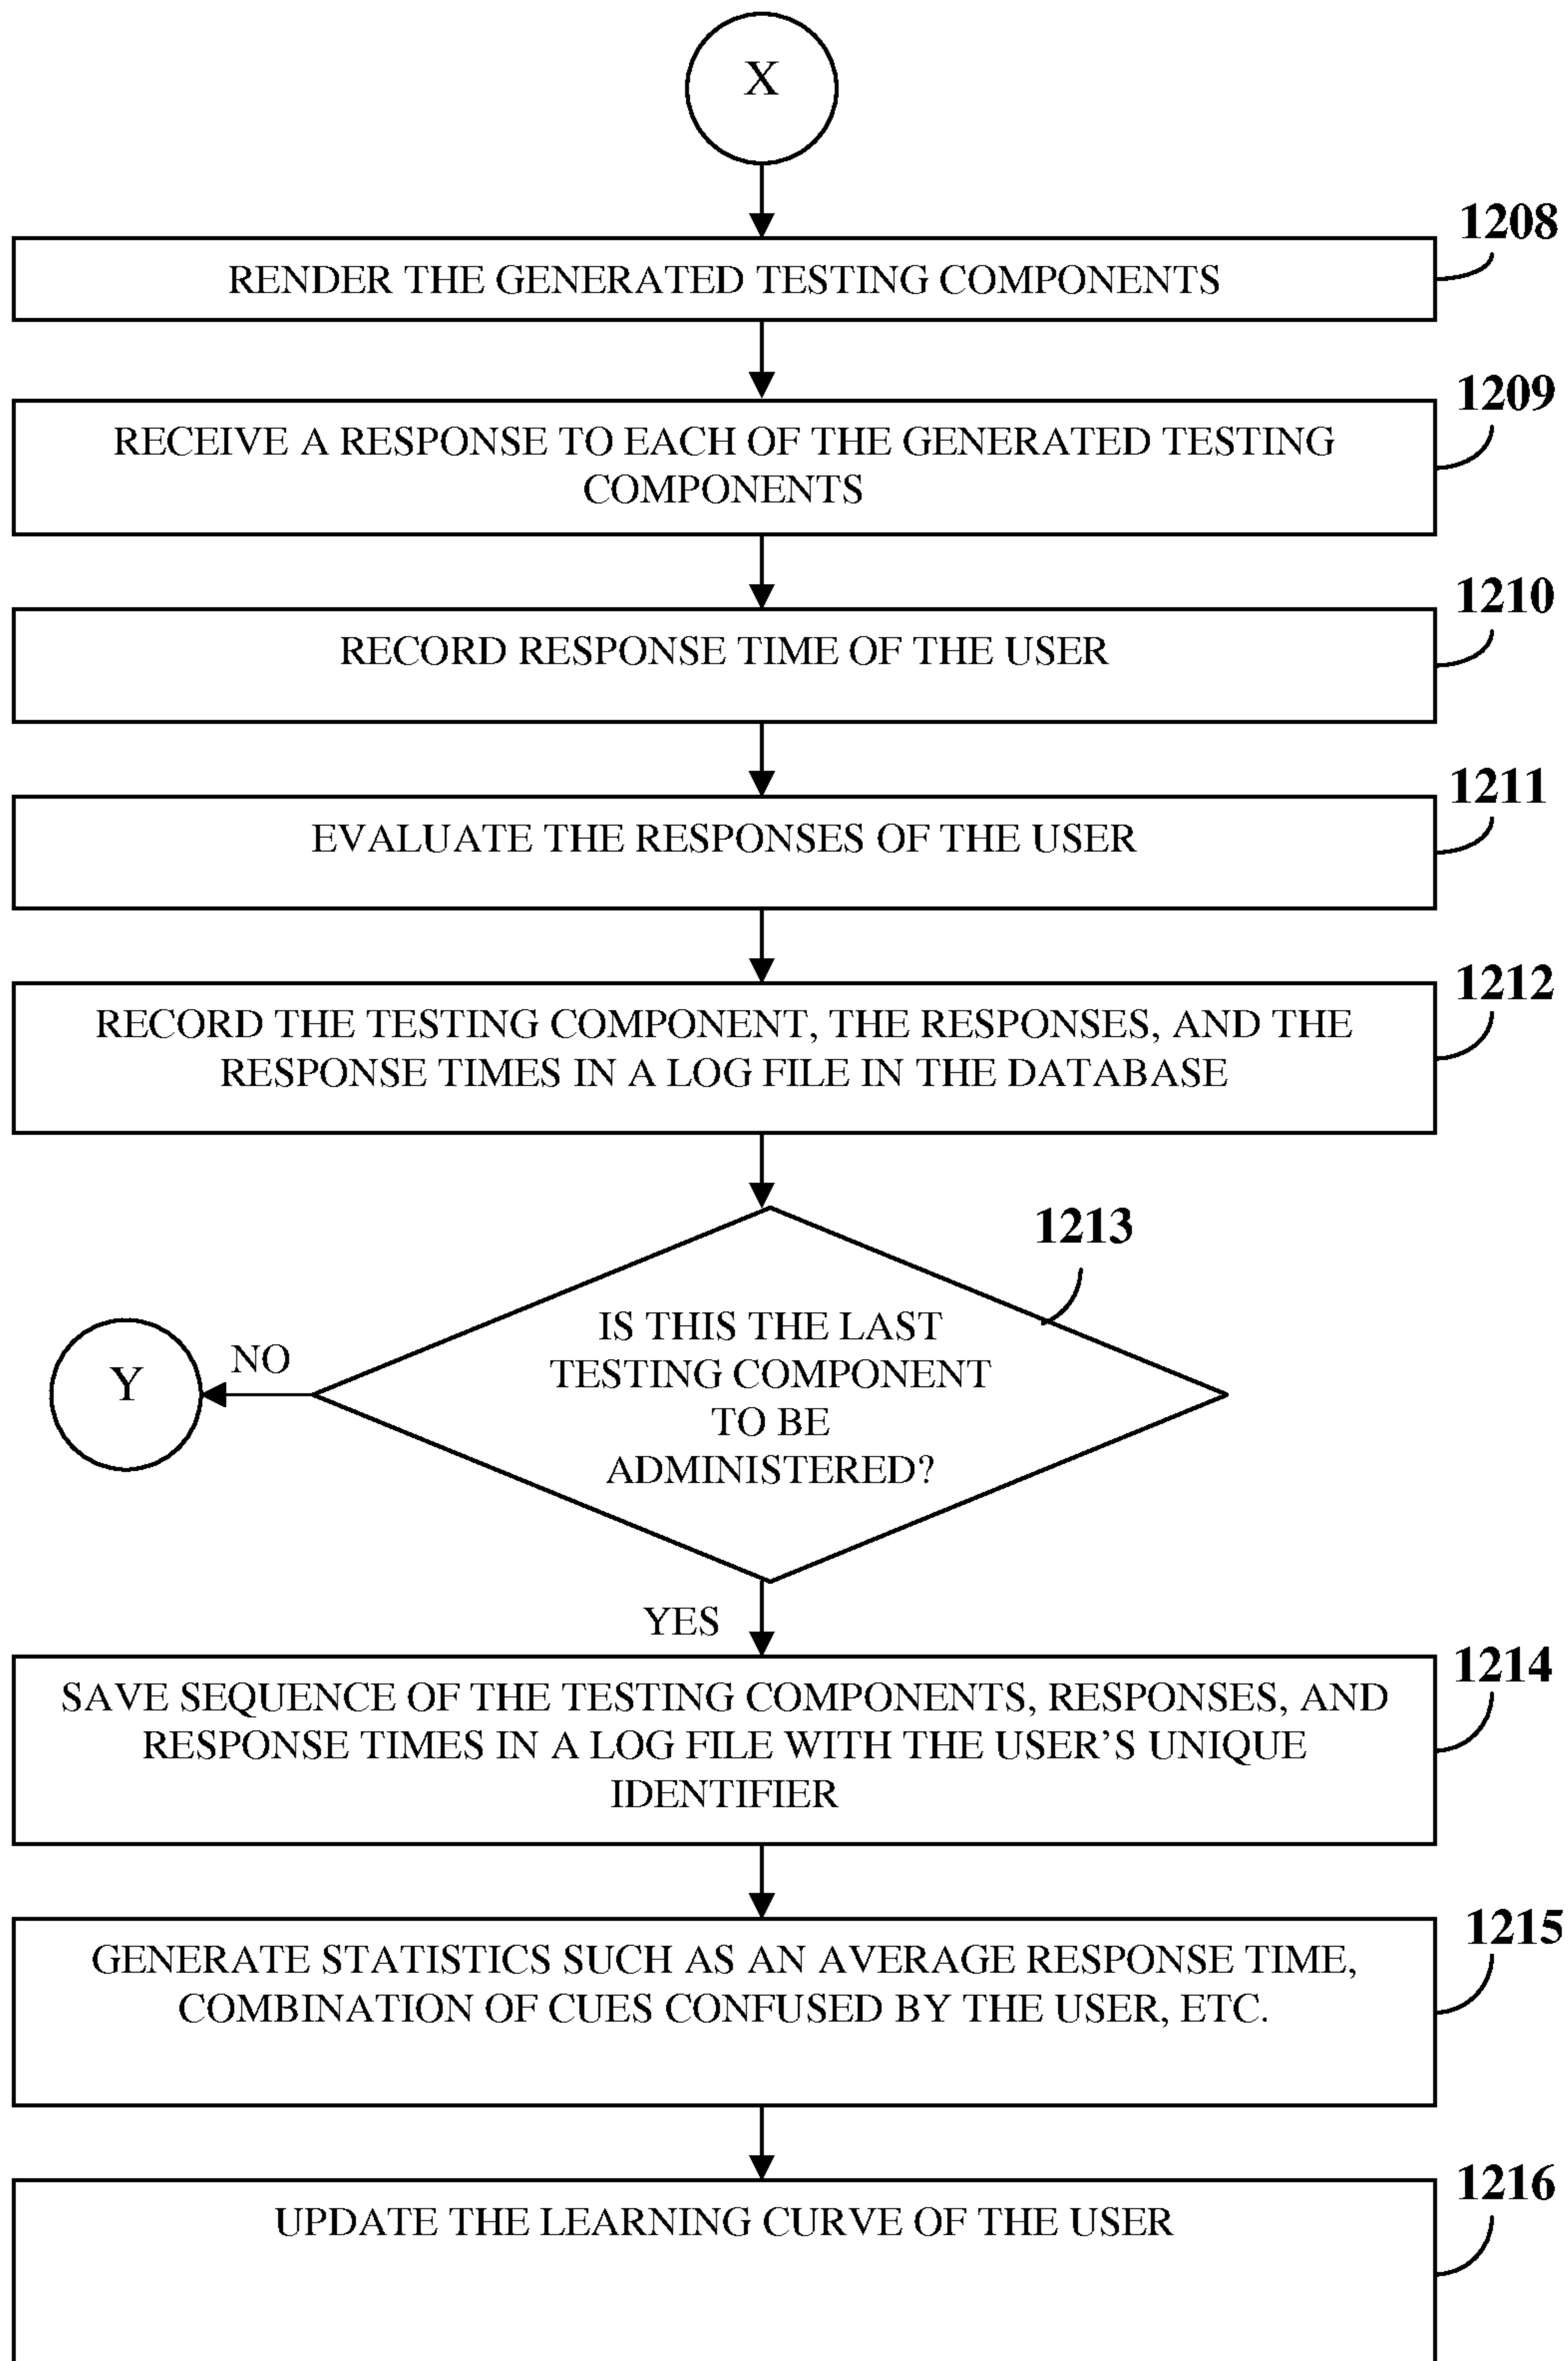 X
1208
RENDER THE GENERATED TESTING COMPONENTS
1209
RECEIVE A RESPONSE TO EACH OF THE GENERATED TESTING
COMPONENTS
1210
RECORD RESPONSE TIME OF THE USER
1211
EVALUATE THE RESPONSES OF THE USER
1212
RECORD THE TESTING COMPONENT, THE RESPONSES, AND THE
RESPONSE TIMES IN A LOG FILE IN THE DATABASE
1213
IS THIS THE LAST
TESTING COMPONENT
TO BE
ADMINISTERED?
NO
Y
YES
1214
SAVE SEQUENCE OF THE TESTING COMPONENTS, RESPONSES, AND
RESPONSE TIMES IN A LOG FILE WITH THE USER’S UNIQUE
IDENTIFIER
1215
GENERATE STATISTICS SUCH AS AN AVERAGE RESPONSE TIME,
COMBINATION OF CUES CONFUSED BY THE USER, ETC.
1216
UPDATE THE LEARNING CURVE OF THE USER